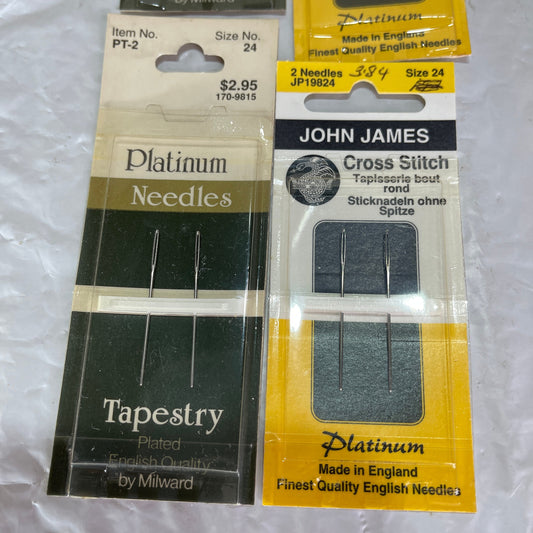 by Milward
Platinum
Made in England
Finest Quality English Needles
Item No.
PT-2
Size No.
24
$2.95
170-9815
Platinum
Needles
Tapestry
Plated
English Quality
by Milward
2 Needles 384 Size 24
JP19824
JOHN JAMES
Cross Stitch
Tapisserie bout
rond
Sticknadeln ohne
Spitze
Platinum
Made in England
Finest Quality English Needles